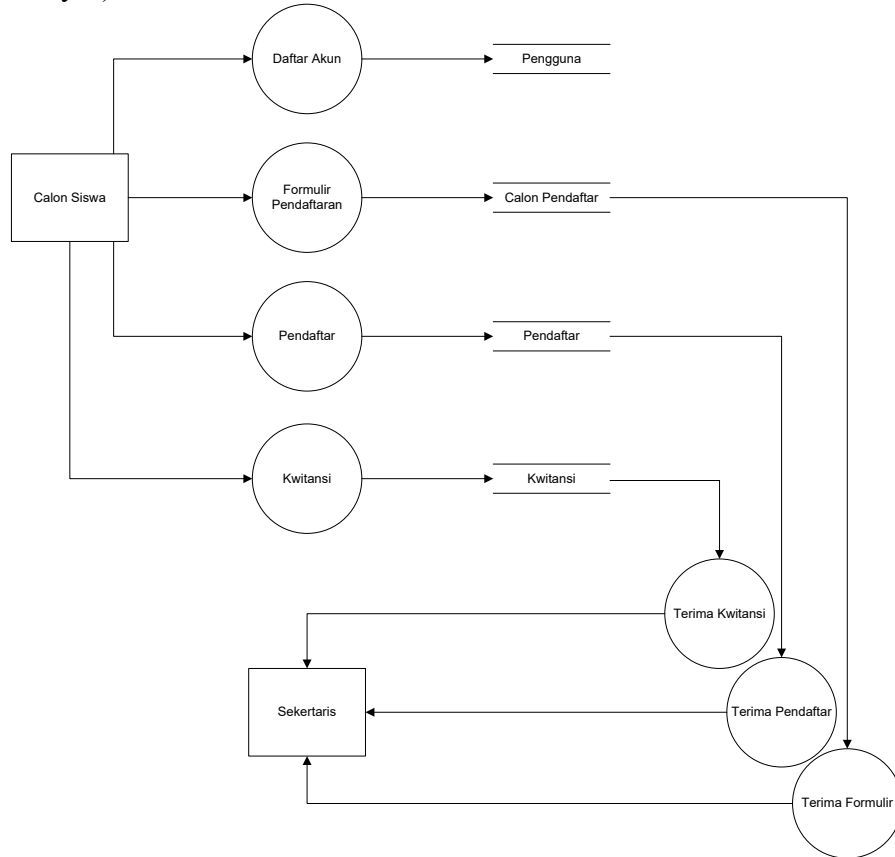 Daftar Akun
Pengguna
Calon Siswa
Formulir
Pendaftaran
Calon Pendaftar
Pendaftar
Pendaftar
Kwitansi
Kwitansi
Terima Kwitansi
Sekertaris
Terima Pendaftar
Terima Formulir